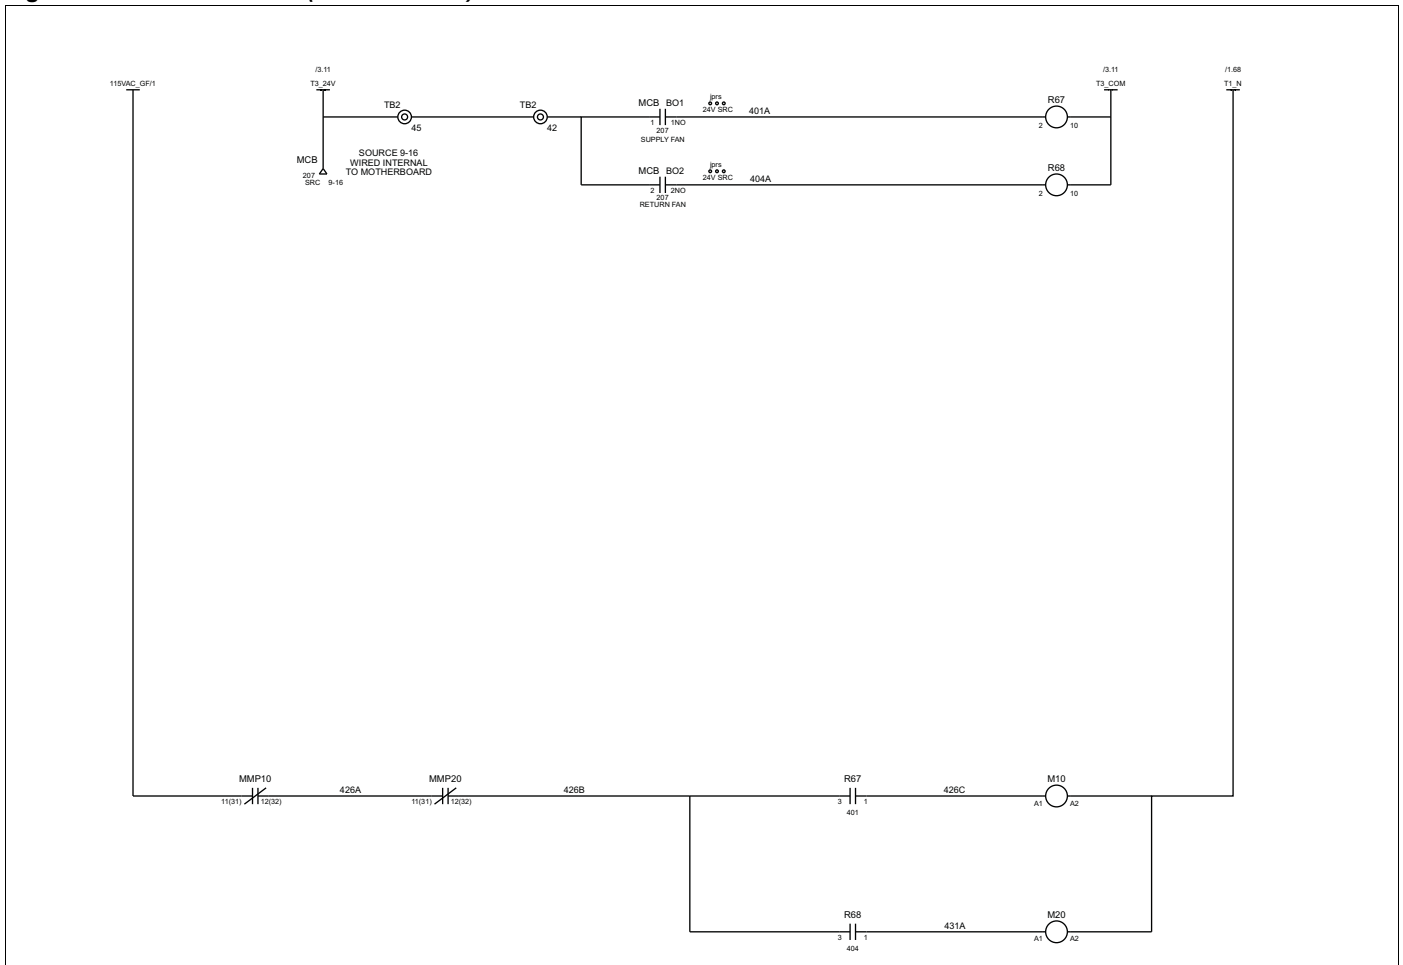 /3.11
/3.11
/1.68
115VAC_GF/1
T3_24V
T3_COM
T1_N
TB2
45
TB2
42
MCB BO1
1 1NO
207
SUPPLY FAN
jprs
24V SRC
401A
R67
2 10
MCB
207
SRC 9-16
SOURCE 9-16
WIRED INTERNAL
TO MOTHERBOARD
MCB BO2
2 2NO
207
RETURN FAN
jprs
24V SRC
404A
R68
2 10
MMP10
11(31) 12(32)
426A
MMP20
11(31) 12(32)
426B
R67
3 1
401
426C
M10
A1 A2
R68
3 1
404
431A
M20
A1 A2